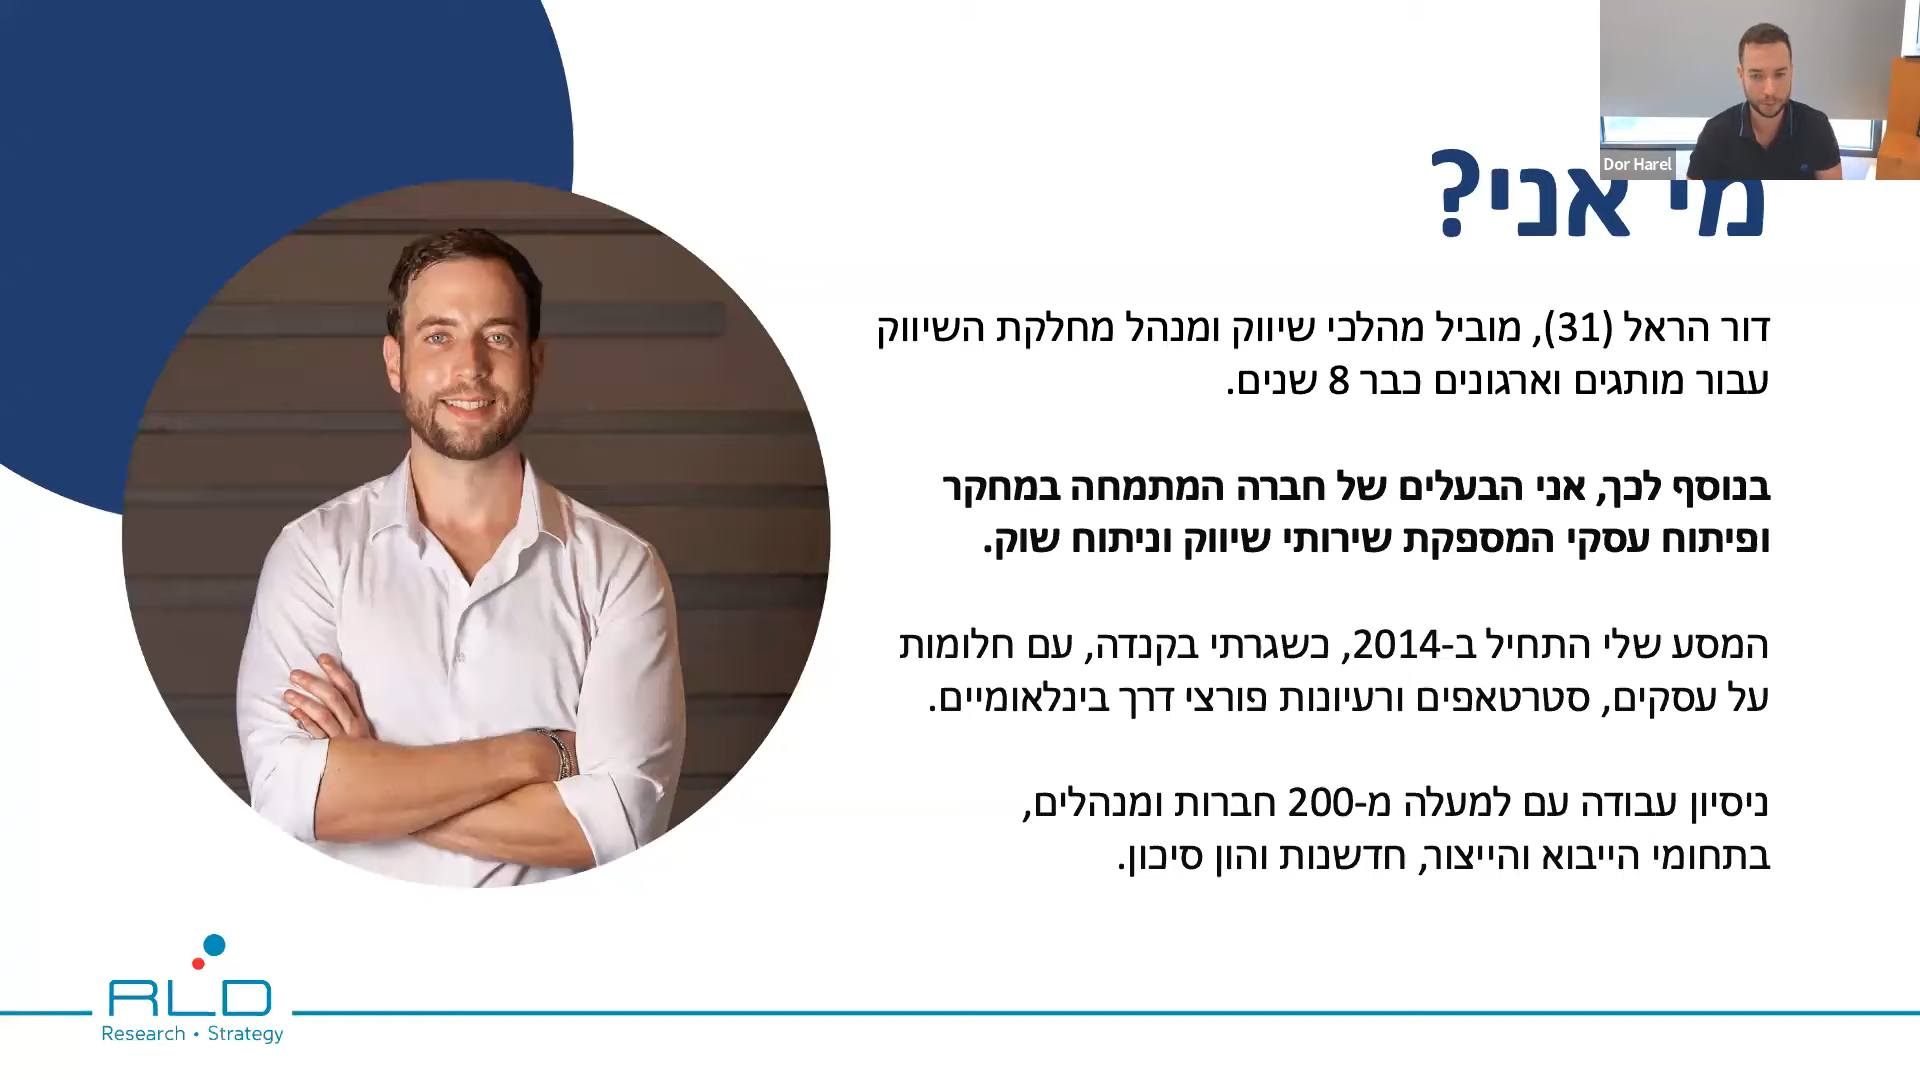 Dor Harel
מי אני?
דור הראל (31), מוביל מהלכי שיווק ומנהל מחלקת השיווק
עבור מותגים וארגונים כבר 8 שנים.
בנוסף לכך, אני הבעלים של חברה המתמחה במחקר
ופיתוח עסקי המספקת שירותי שיווק וניתוח שוק.
המסע שלי התחיל ב-2014, כשגרתי בקנדה, עם חלומות
על עסקים, סטרטאפים ורעיונות פורצי דרך בינלאומיים.
ניסיון עבודה עם למעלה מ-200 חברות ומנהלים,
בתחומי הייבוא והייצור, חדשנות והון סיכון.
RLD
Research • Strategy